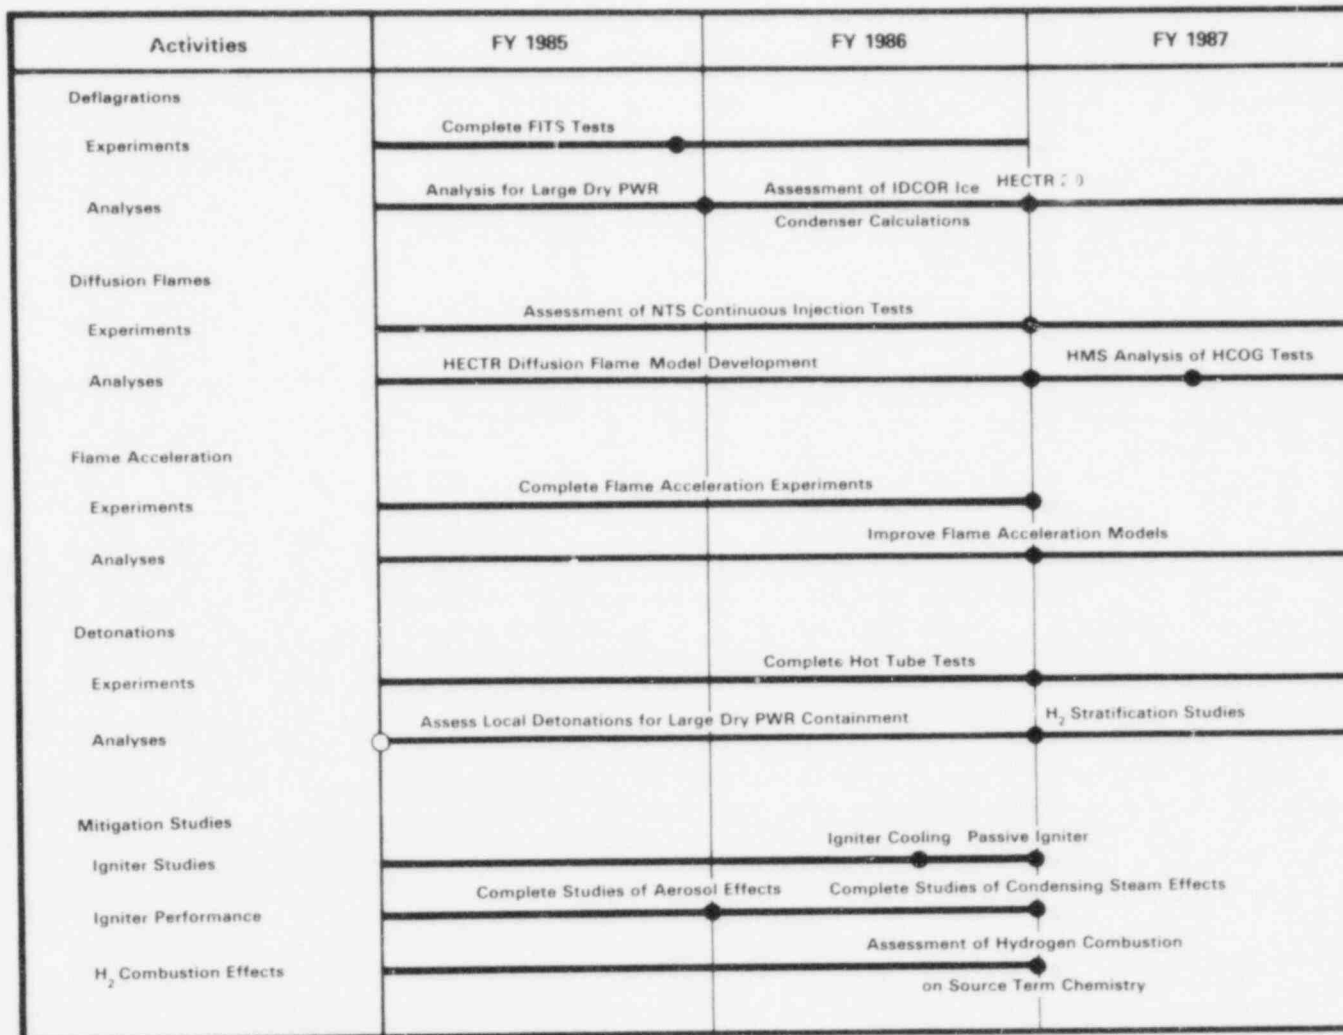 Activities FY 1985 FY 1986 FY 1987
Deflagrations
Complete FITS Tests
Experiments
Analysis for Large Dry PWR Assessment of IDCOR Ice HECTR
Analyses
Condenser Calculations
Diffusion Flames
Assessment of NTS Continuous Injection Tests
Experiments
HECTR Diffusion Flame Model Development HMS Analysis of HCOG Tests
Analyses
Flame Acceleration
Complete Flame Acceleration Experiments
Experiments
Improve Flame Acceleration Models
Analyses
Detonations
Complete Hot Tube Tests
Experiments
Assess Local Detonations for Large Dry PWR Containment H2 Stratification Studies
Analyses
Mitigation Studies
Igniter Cooling Passive Igniter
Igniter Studies
Complete Studies of Aerosol Effects Complete Studies of Condensing Steam Effects
Igniter Performance
Assessment of Hydrogen Combustion
H2 Combustion Effects
on Source Term Chemistry